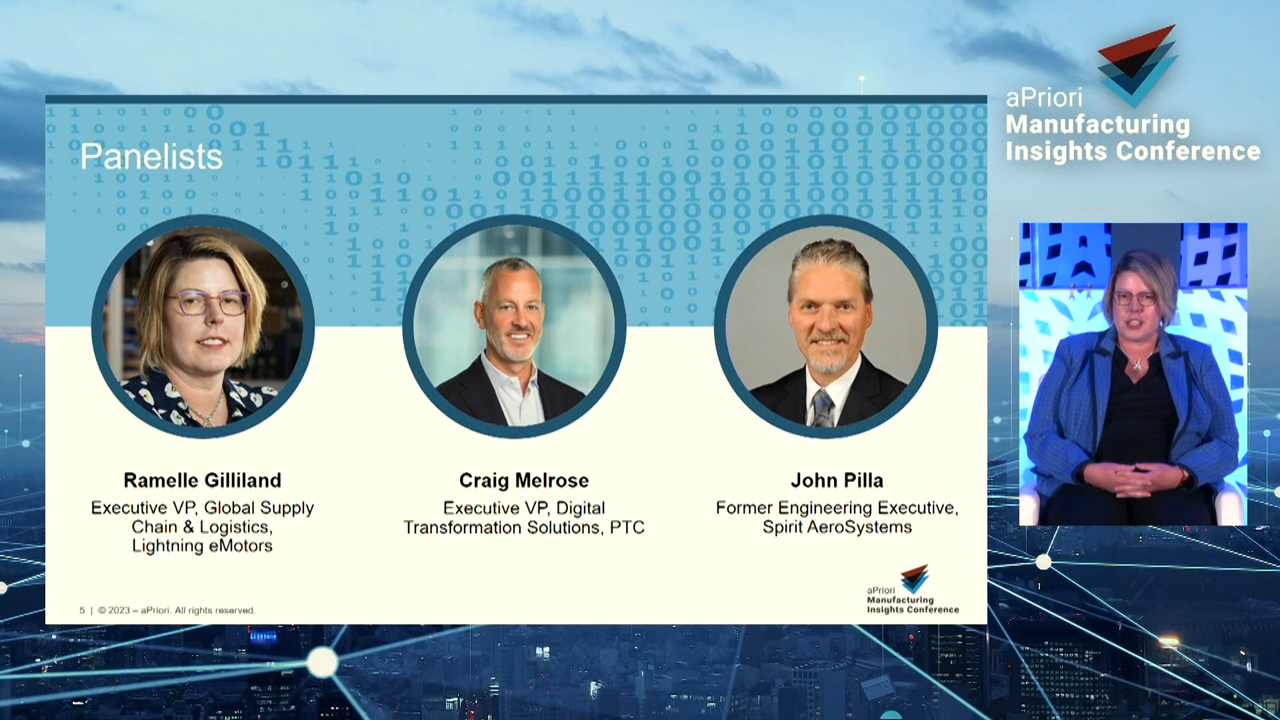 aPriori
Manufacturing
Insights Conference
Panelists
Ramelle Gilliland
Executive VP, Global Supply
Chain & Logistics,
Lightning eMotors
Craig Melrose
Executive VP, Digital
Transformation Solutions, PTC
John Pilla
Former Engineering Executive,
Spirit AeroSystems
5 | © 2023 – aPriori. All rights reserved.
aPriori
Manufacturing
Insights Conference